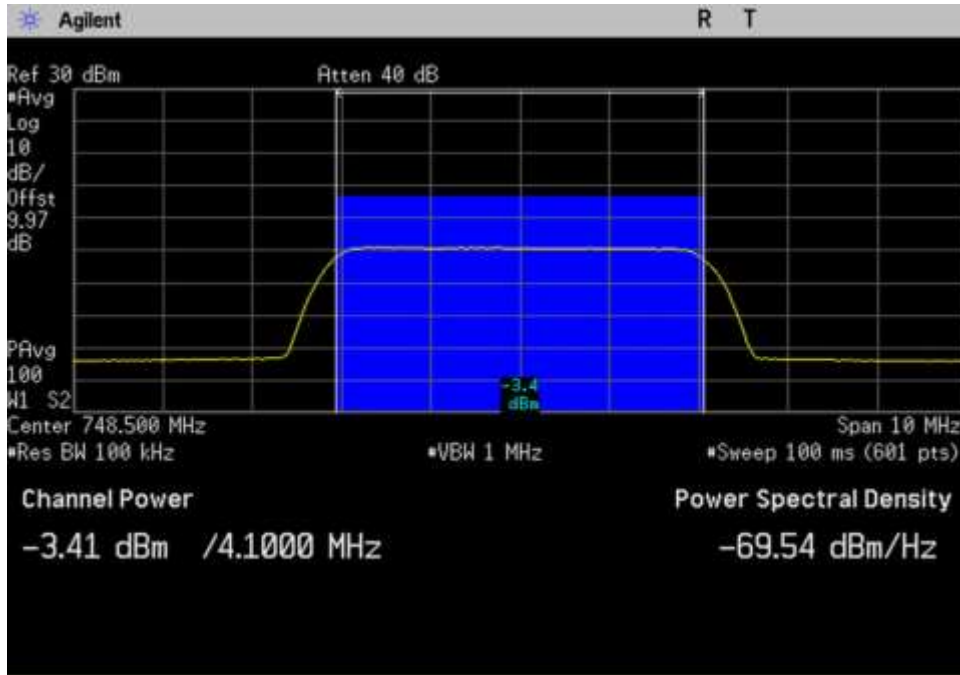 Agilent R T
Ref 30 dBm Atten 40 dB
#Avg
Log
10
dB/
Offst
9.97
dB
PAvg
100
W1 S2
-3.4
dBm
Center 748.500 MHz Span 10 MHz
#Res BW 100 kHz #VBW 1 MHz #Sweep 100 ms (601 pts)
Channel Power Power Spectral Density
-3.41 dBm /4.1000 MHz -69.54 dBm/Hz